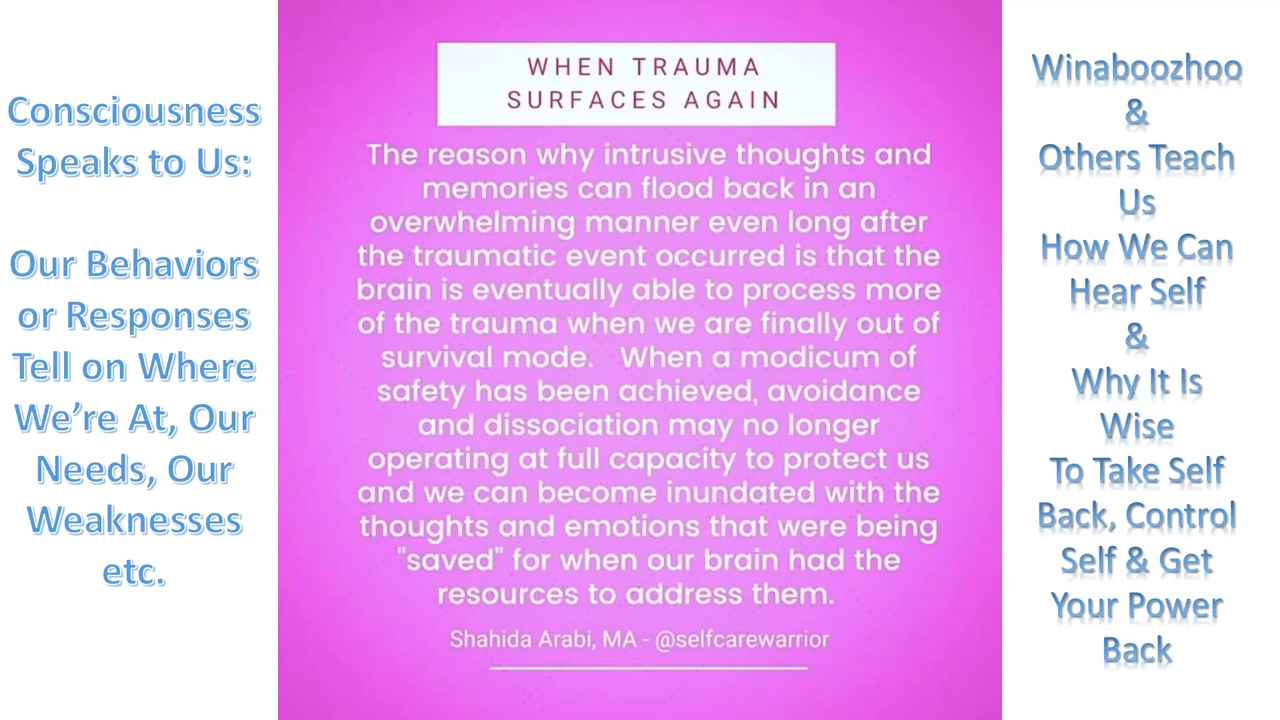 Consciousness
Speaks to Us:
Our Behaviors
or Responses
Tell on Where
We're At, Our
Needs, Our
Weaknesses
etc.
WHEN TRAUMA
SURFACES AGAIN
The reason why intrusive thoughts and
memories can flood back in an
overwhelming manner even long after
the traumatic event occurred is that the
brain is eventually able to process more
of the trauma when we are finally out of
survival mode. When a modicum of
safety has been achieved, avoidance
and dissociation may no longer
operating at full capacity to protect us
and we can become inundated with the
thoughts and emotions that were being
"saved" for when our brain had the
resources to address them.
Shahida Arabi, MA - @selfcarewarrior
Winaboozhoo
&
Others Teach
Us
How We Can
Hear Self
&
Why It Is
Wise
To Take Self
Back, Control
Self & Get
Your Power
Back